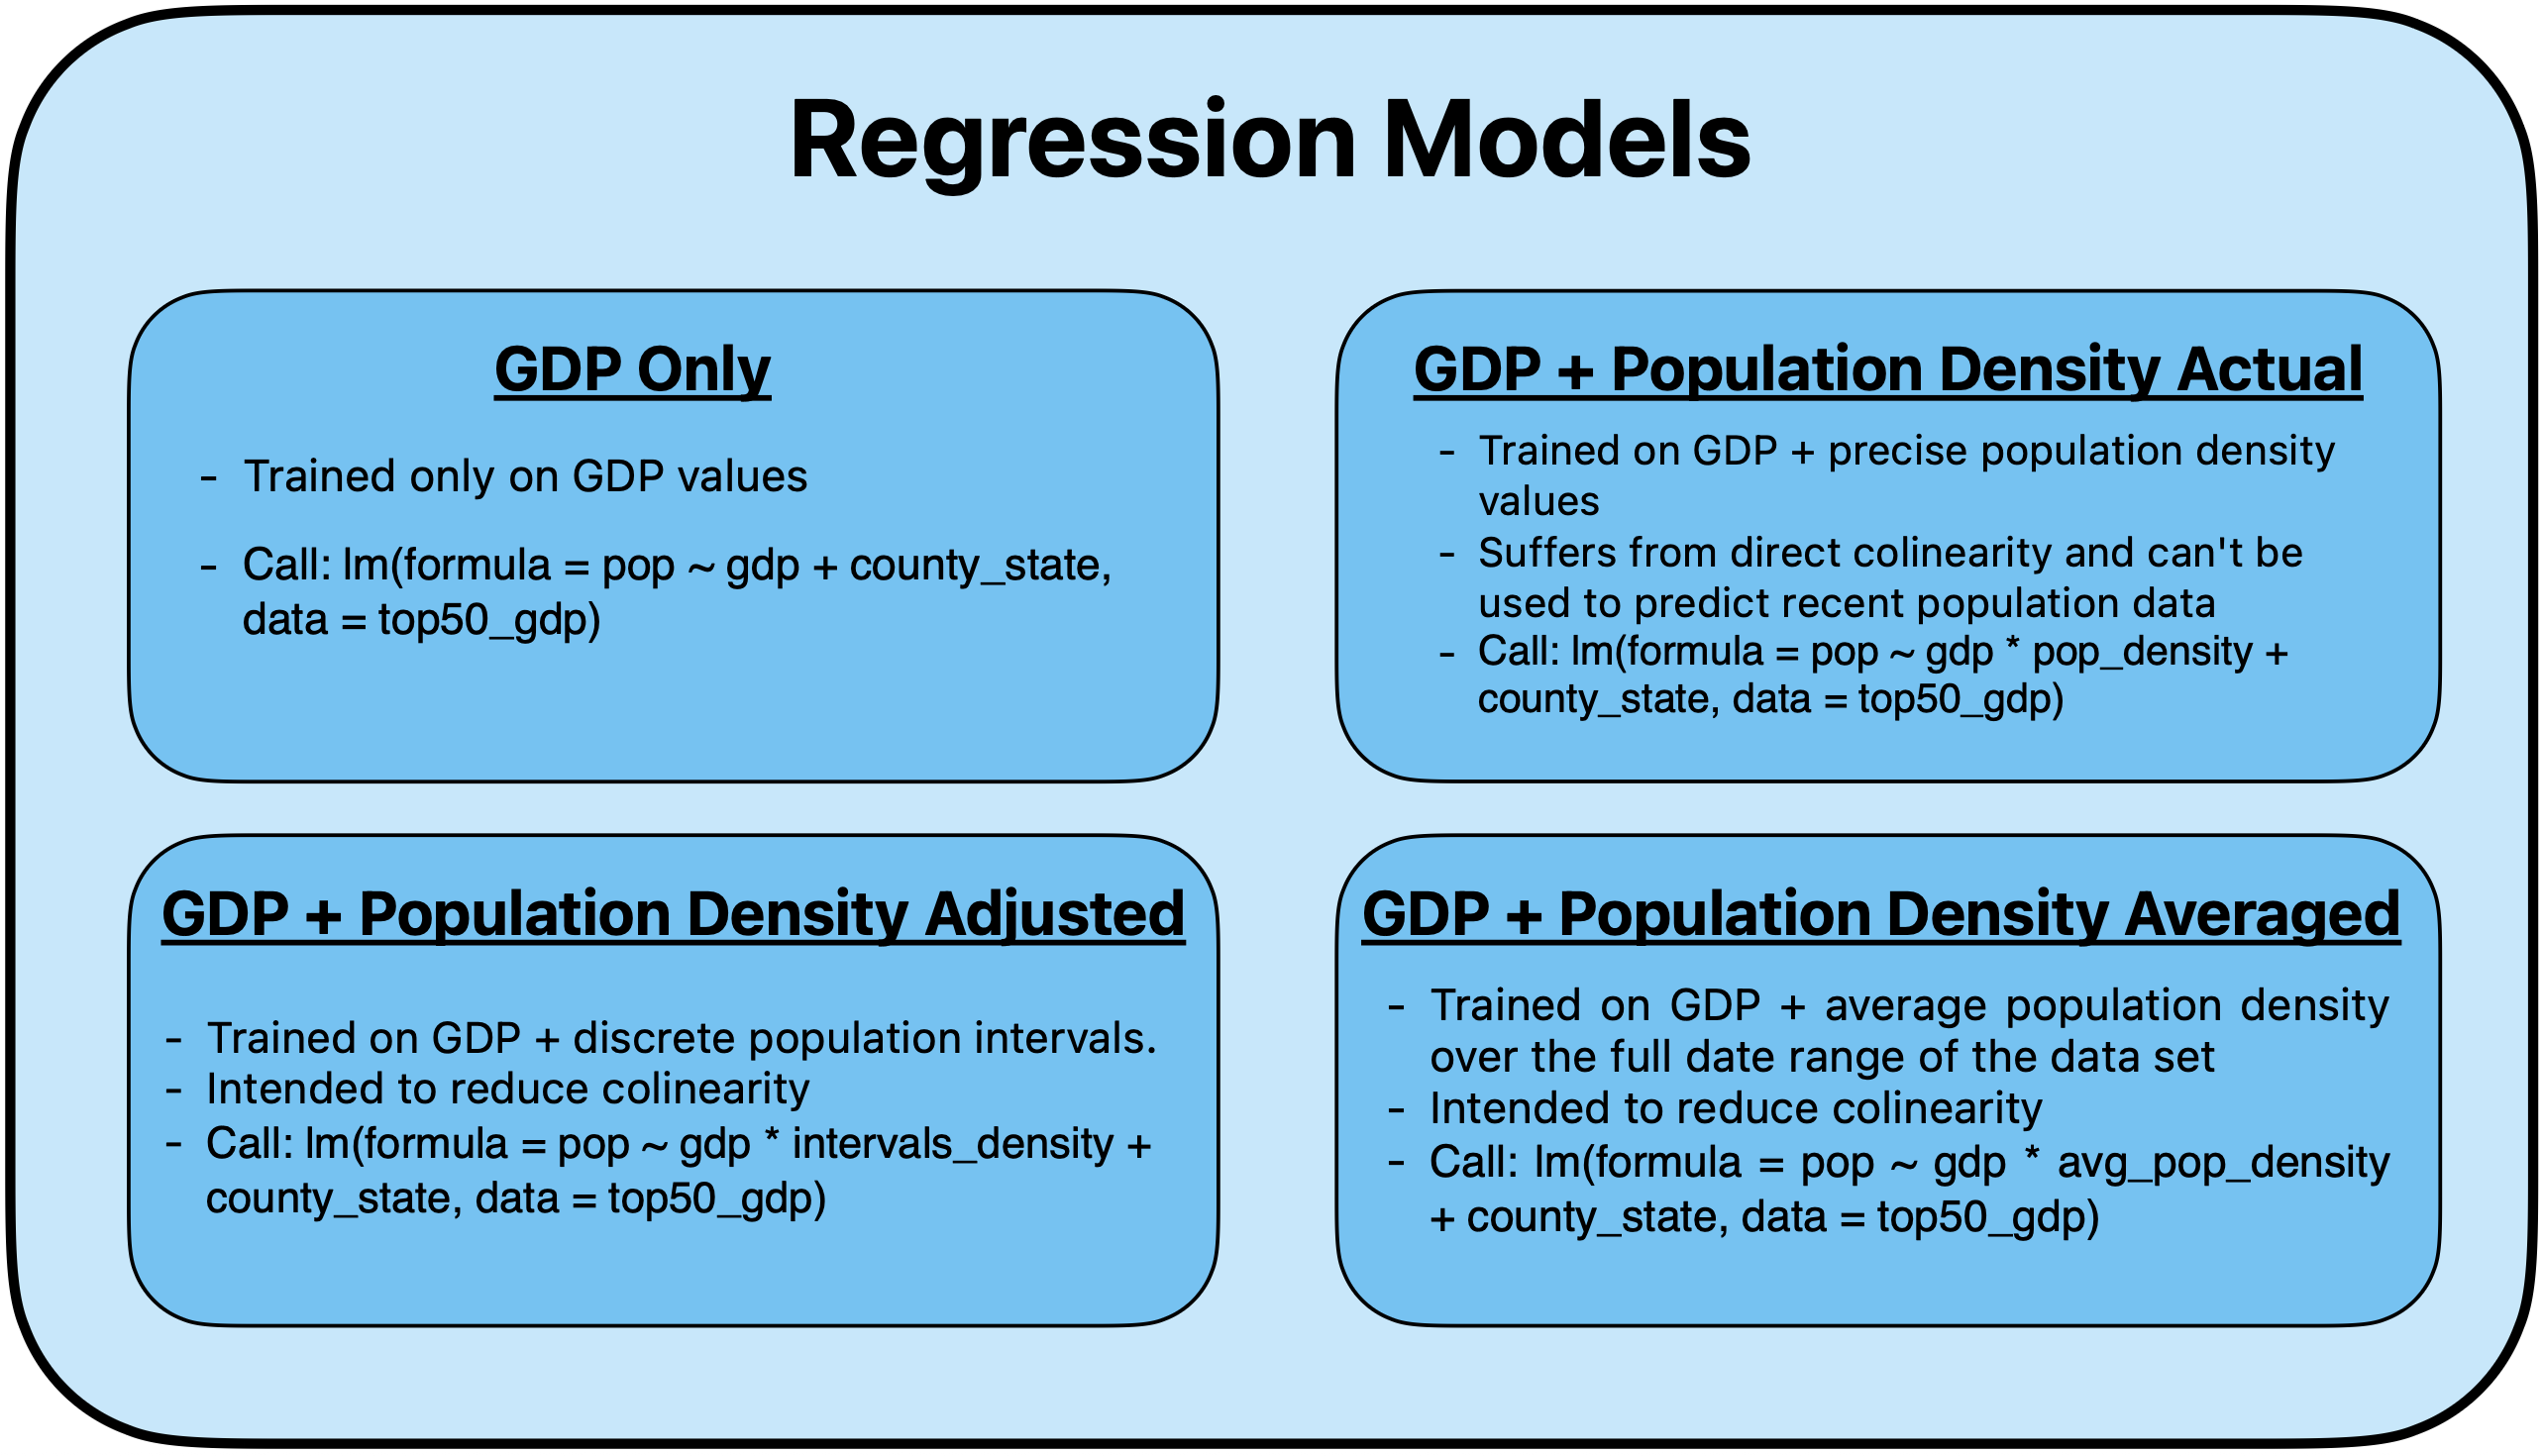 Regression Models
GDP Only
- Trained only on GDP values
- Call: lm(formula = pop ~ gdp + county_state,
data = top50_gdp)
GDP + Population Density Actual
- Trained on GDP + precise population density
values
- Suffers from direct colinearity and can't be
used to predict recent population data
- Call: lm(formula = pop ~ gdp * pop_density +
county_state, data = top50_gdp)
GDP + Population Density Adjusted
- Trained on GDP + discrete population intervals.
- Intended to reduce colinearity
- Call: lm(formula = pop ~ gdp * intervals_density +
county_state, data = top50_gdp)
GDP + Population Density Averaged
- Trained on GDP + average population density
over the full date range of the data set
- Intended to reduce colinearity
- Call: lm(formula = pop ~ gdp * avg_pop_density
+ county_state, data = top50_gdp)